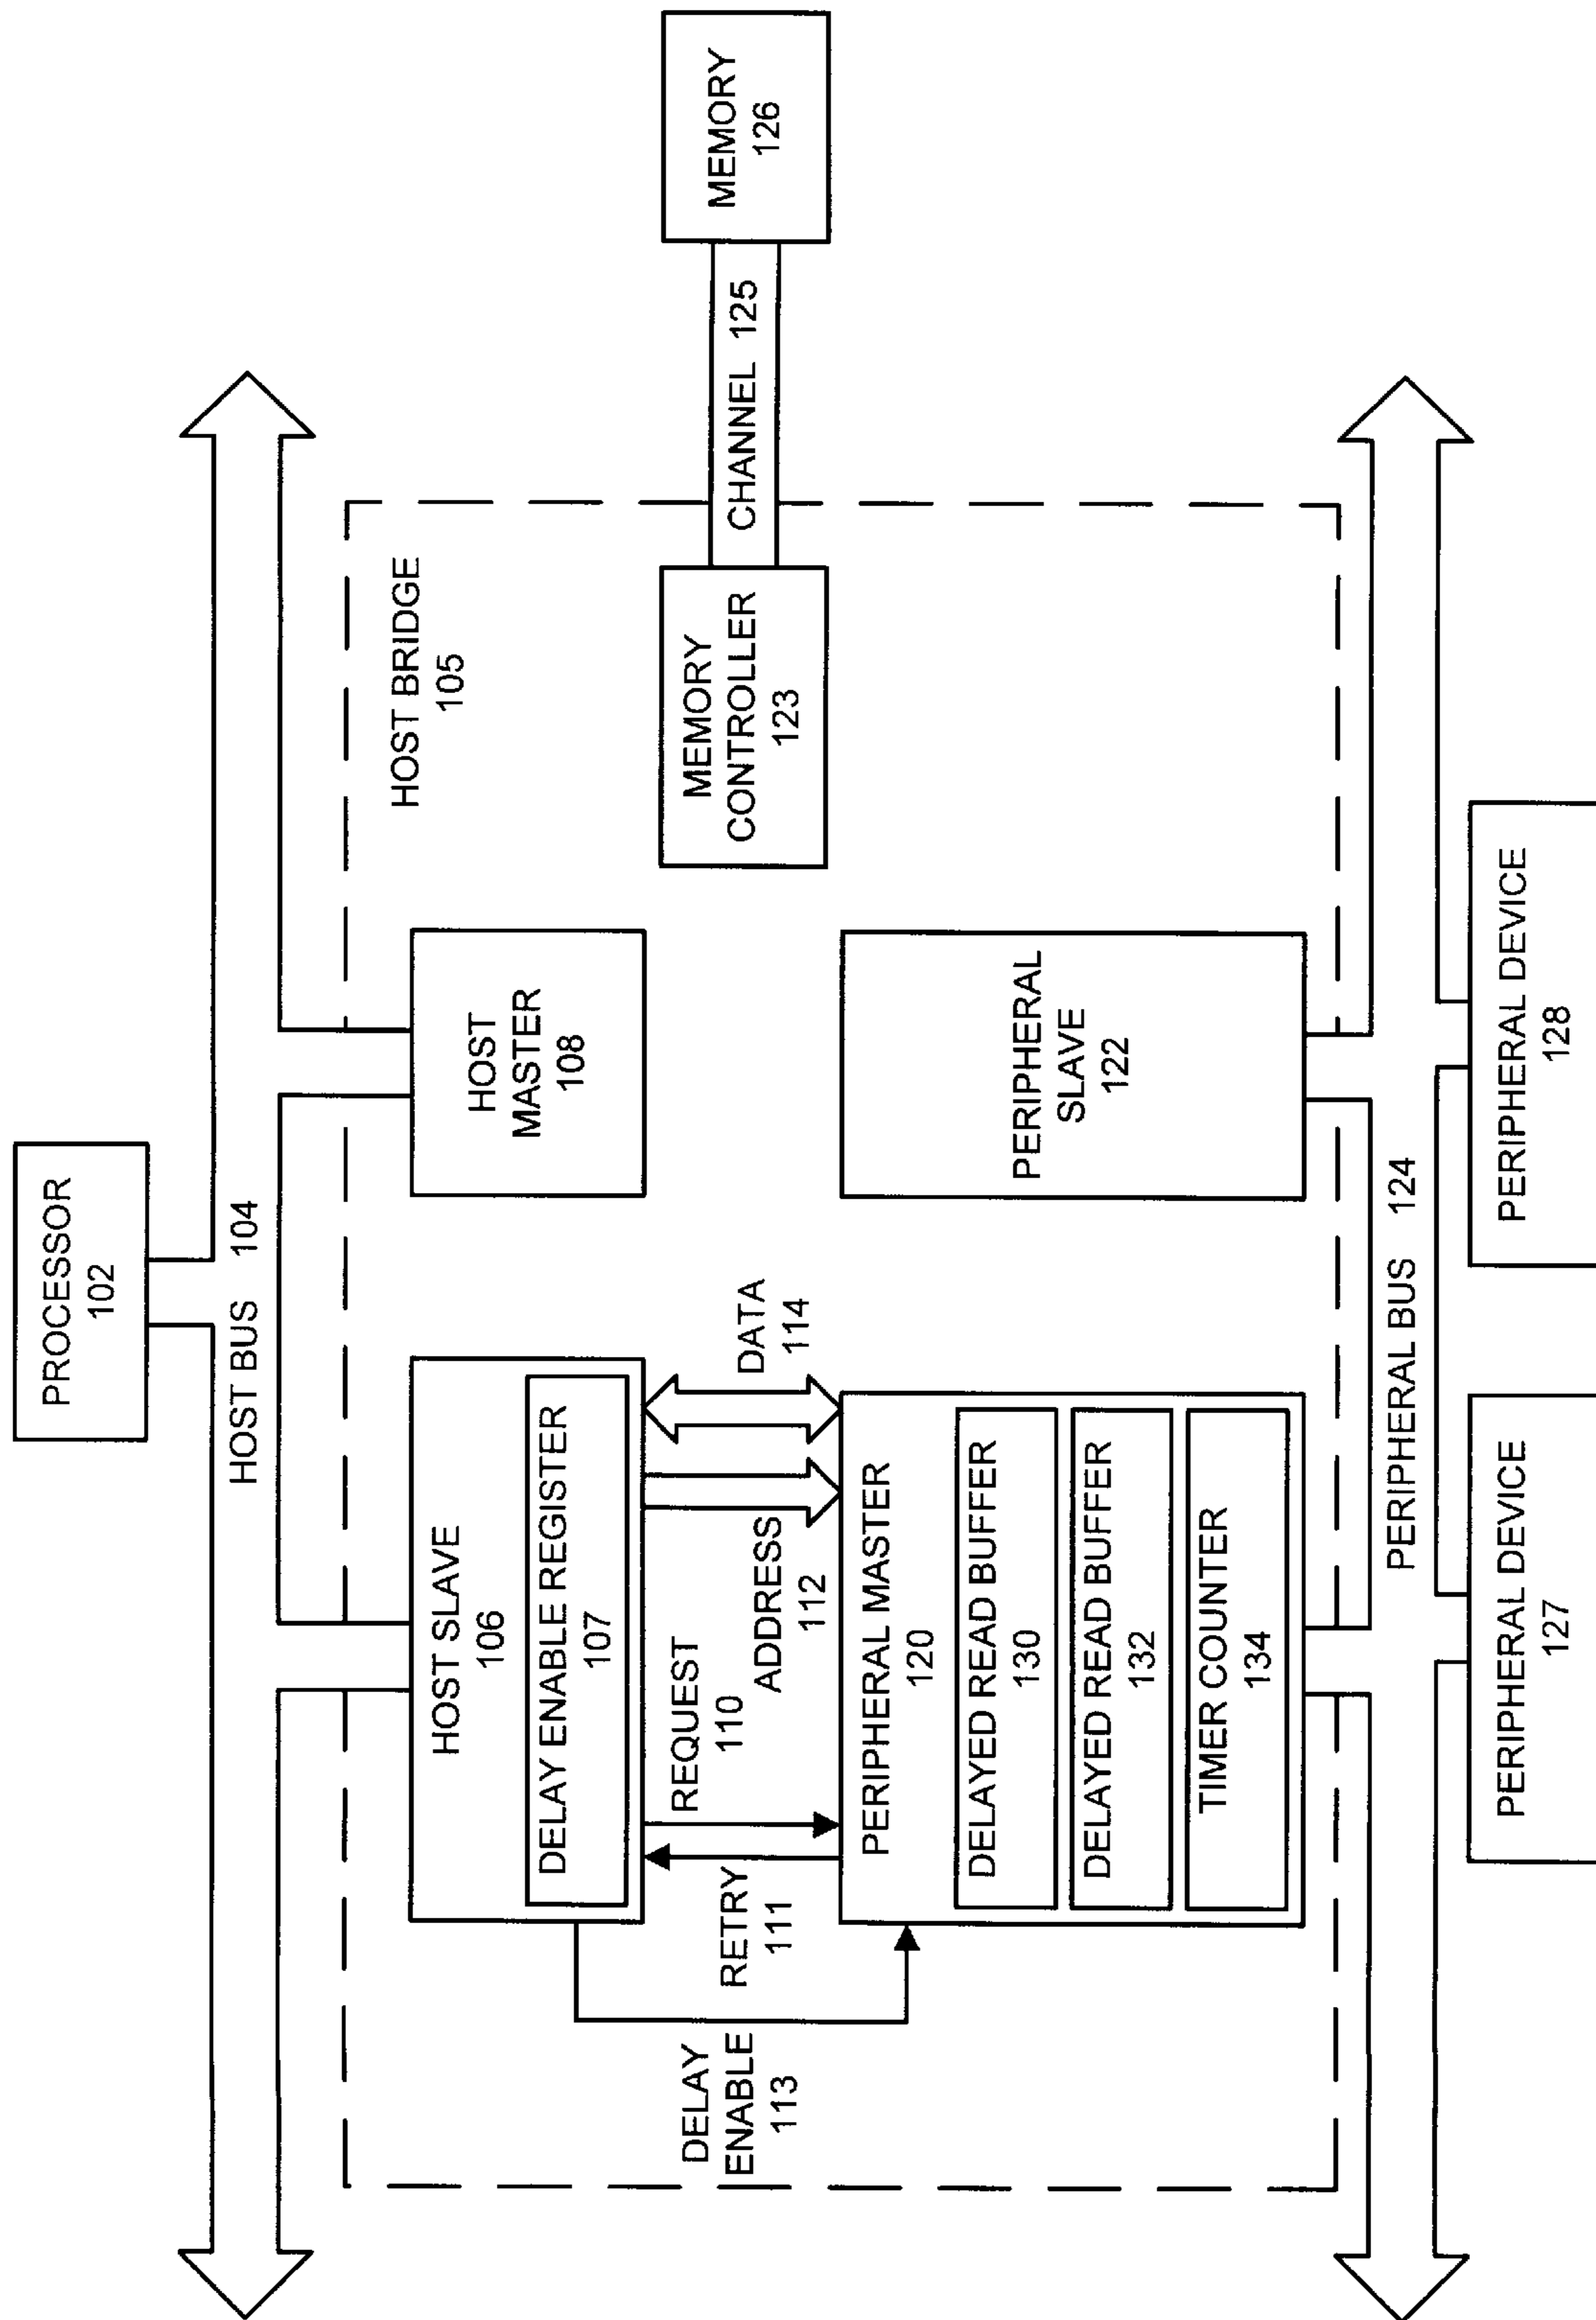 PROCESSOR
102
HOST BUS 104
HOST BRIDGE
105
HOST SLAVE
106
DELAY ENABLE REGISTER
107
HOST
MASTER
108
DELAY
ENABLE
113
RETRY
111
REQUEST
110
ADDRESS
112
DATA
114
MEMORY
CONTROLLER
123
CHANNEL 125
MEMORY
126
PERIPHERAL MASTER
120
DELAYED READ BUFFER
130
DELAYED READ BUFFER
132
TIMER COUNTER
134
PERIPHERAL
SLAVE
122
PERIPHERAL BUS 124
PERIPHERAL DEVICE
127
PERIPHERAL DEVICE
128